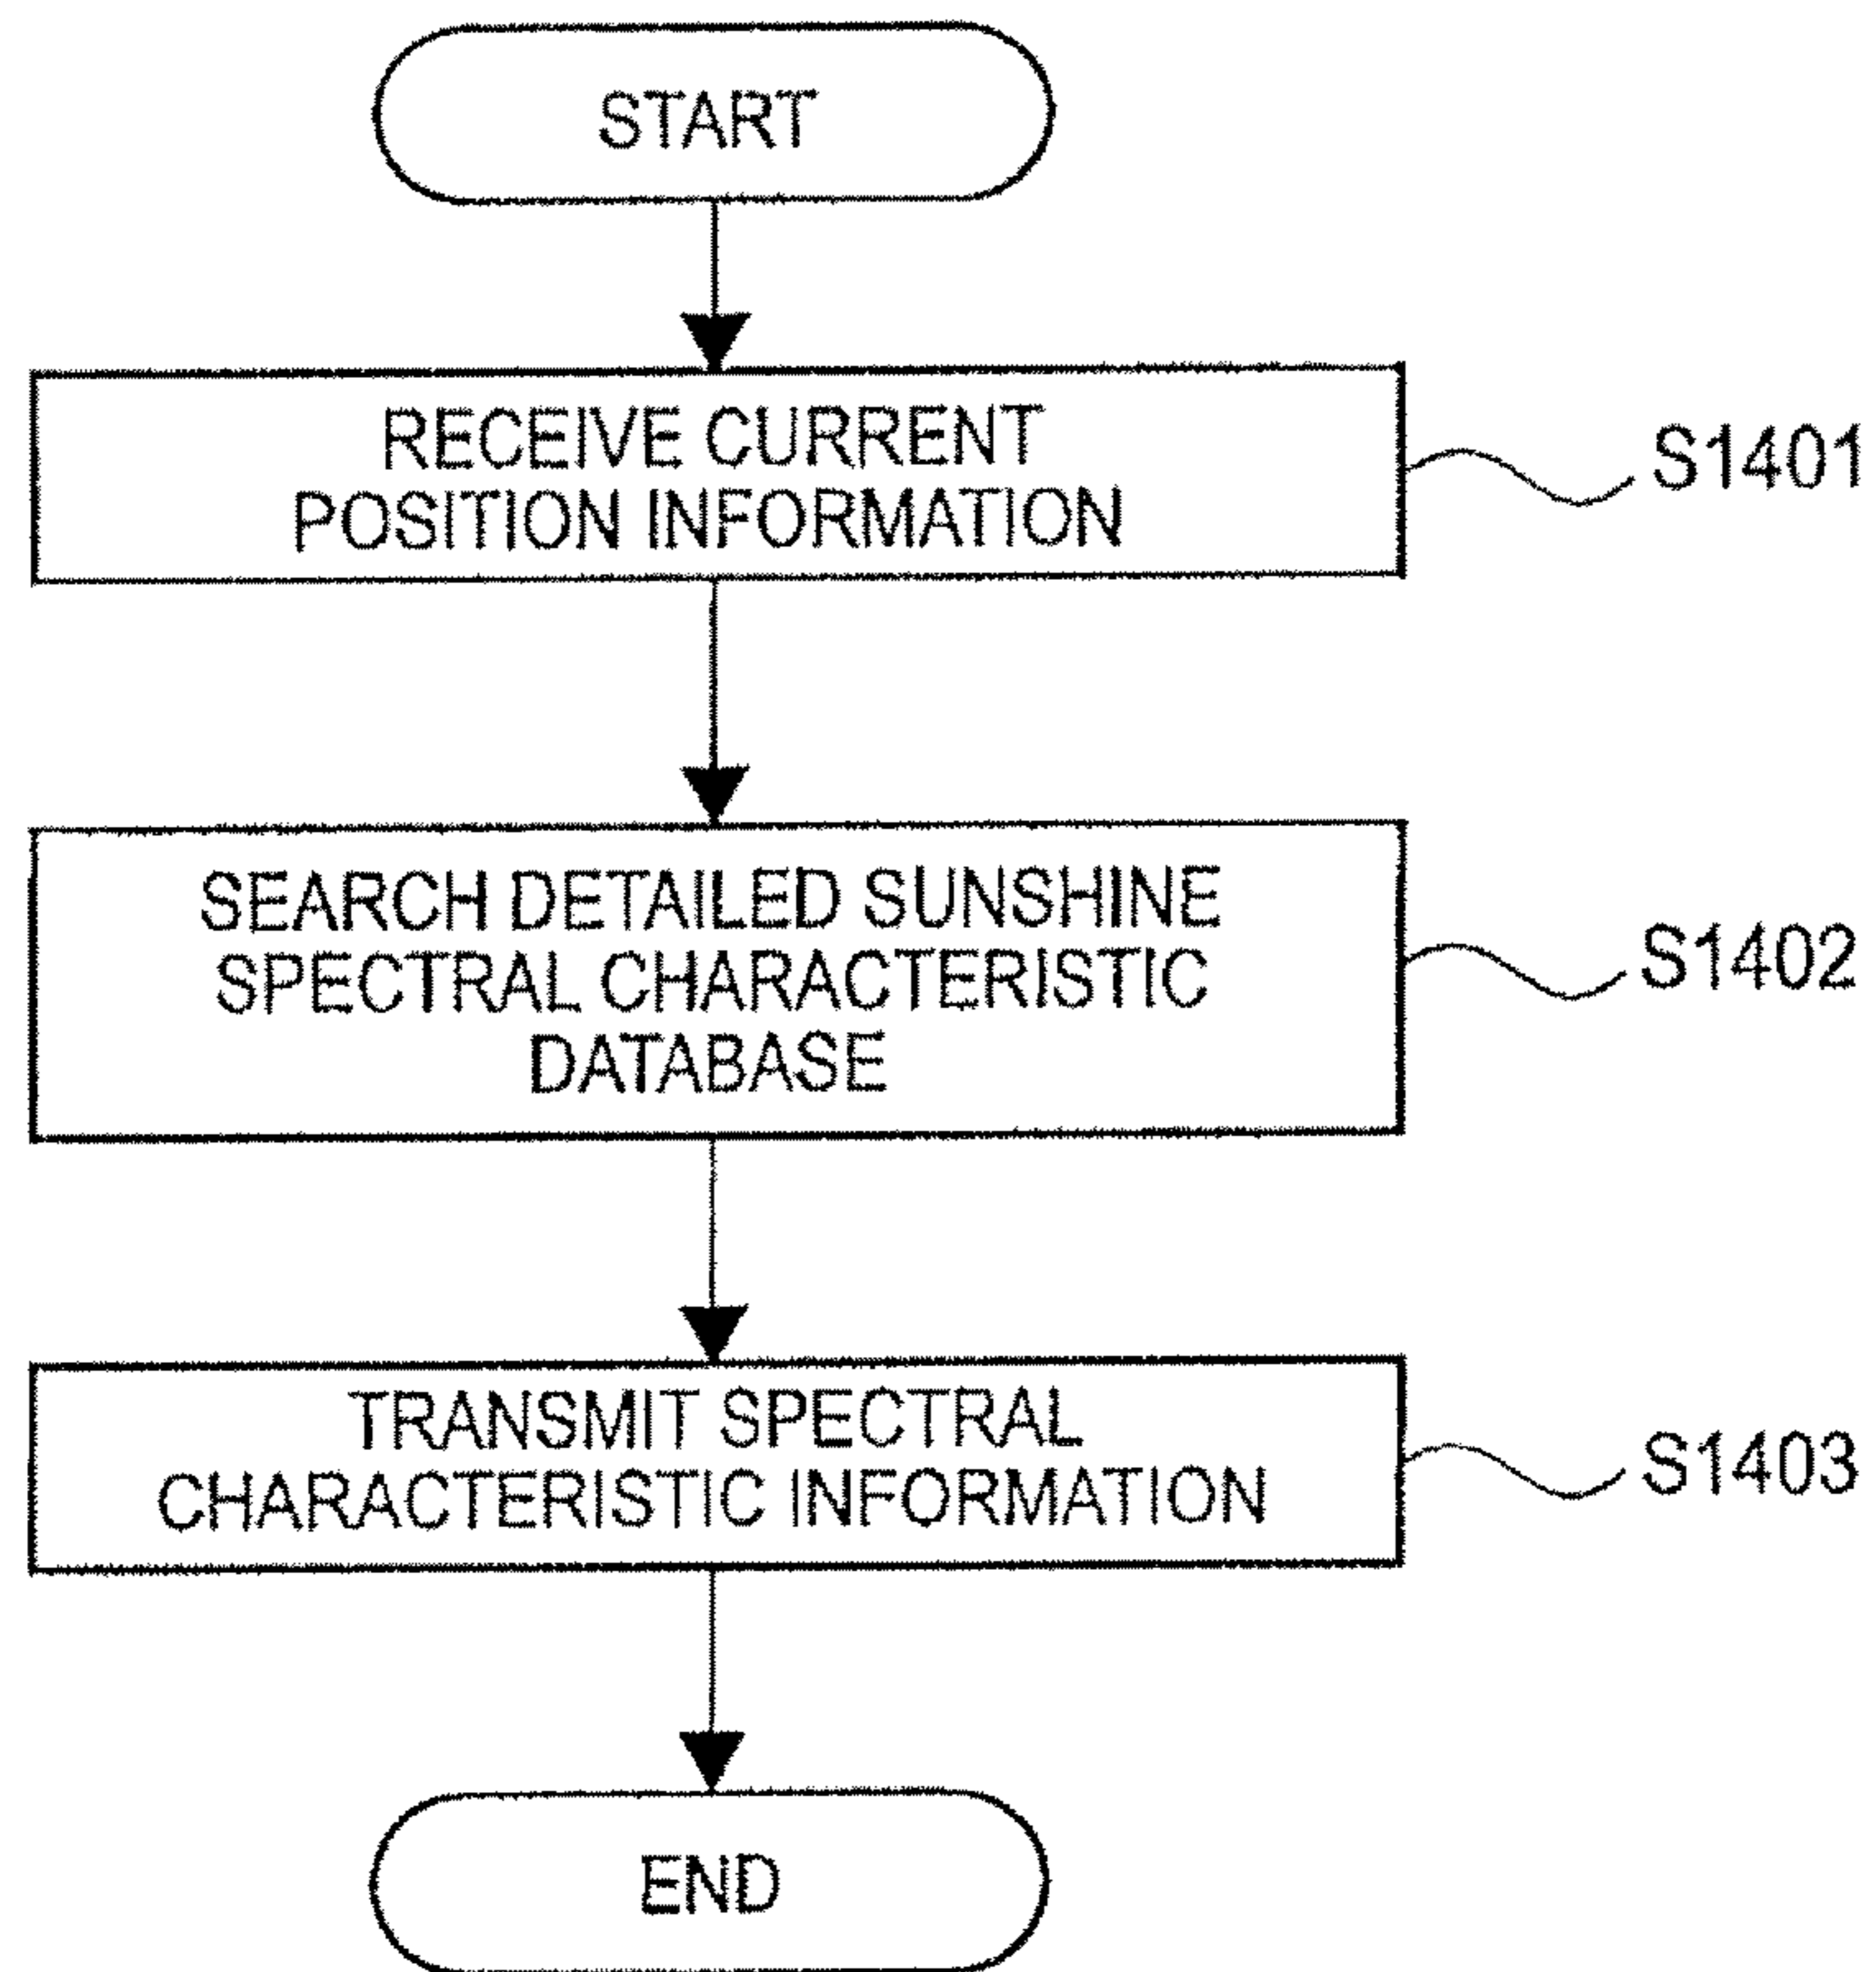 START
RECEIVE CURRENT
POSITION INFORMATION
S1401
SEARCH DETAILED SUNSHINE
SPECTRAL CHARACTERISTIC
DATABASE
S1402
TRANSMIT SPECTRAL
CHARACTERISTIC INFORMATION
S1403
END